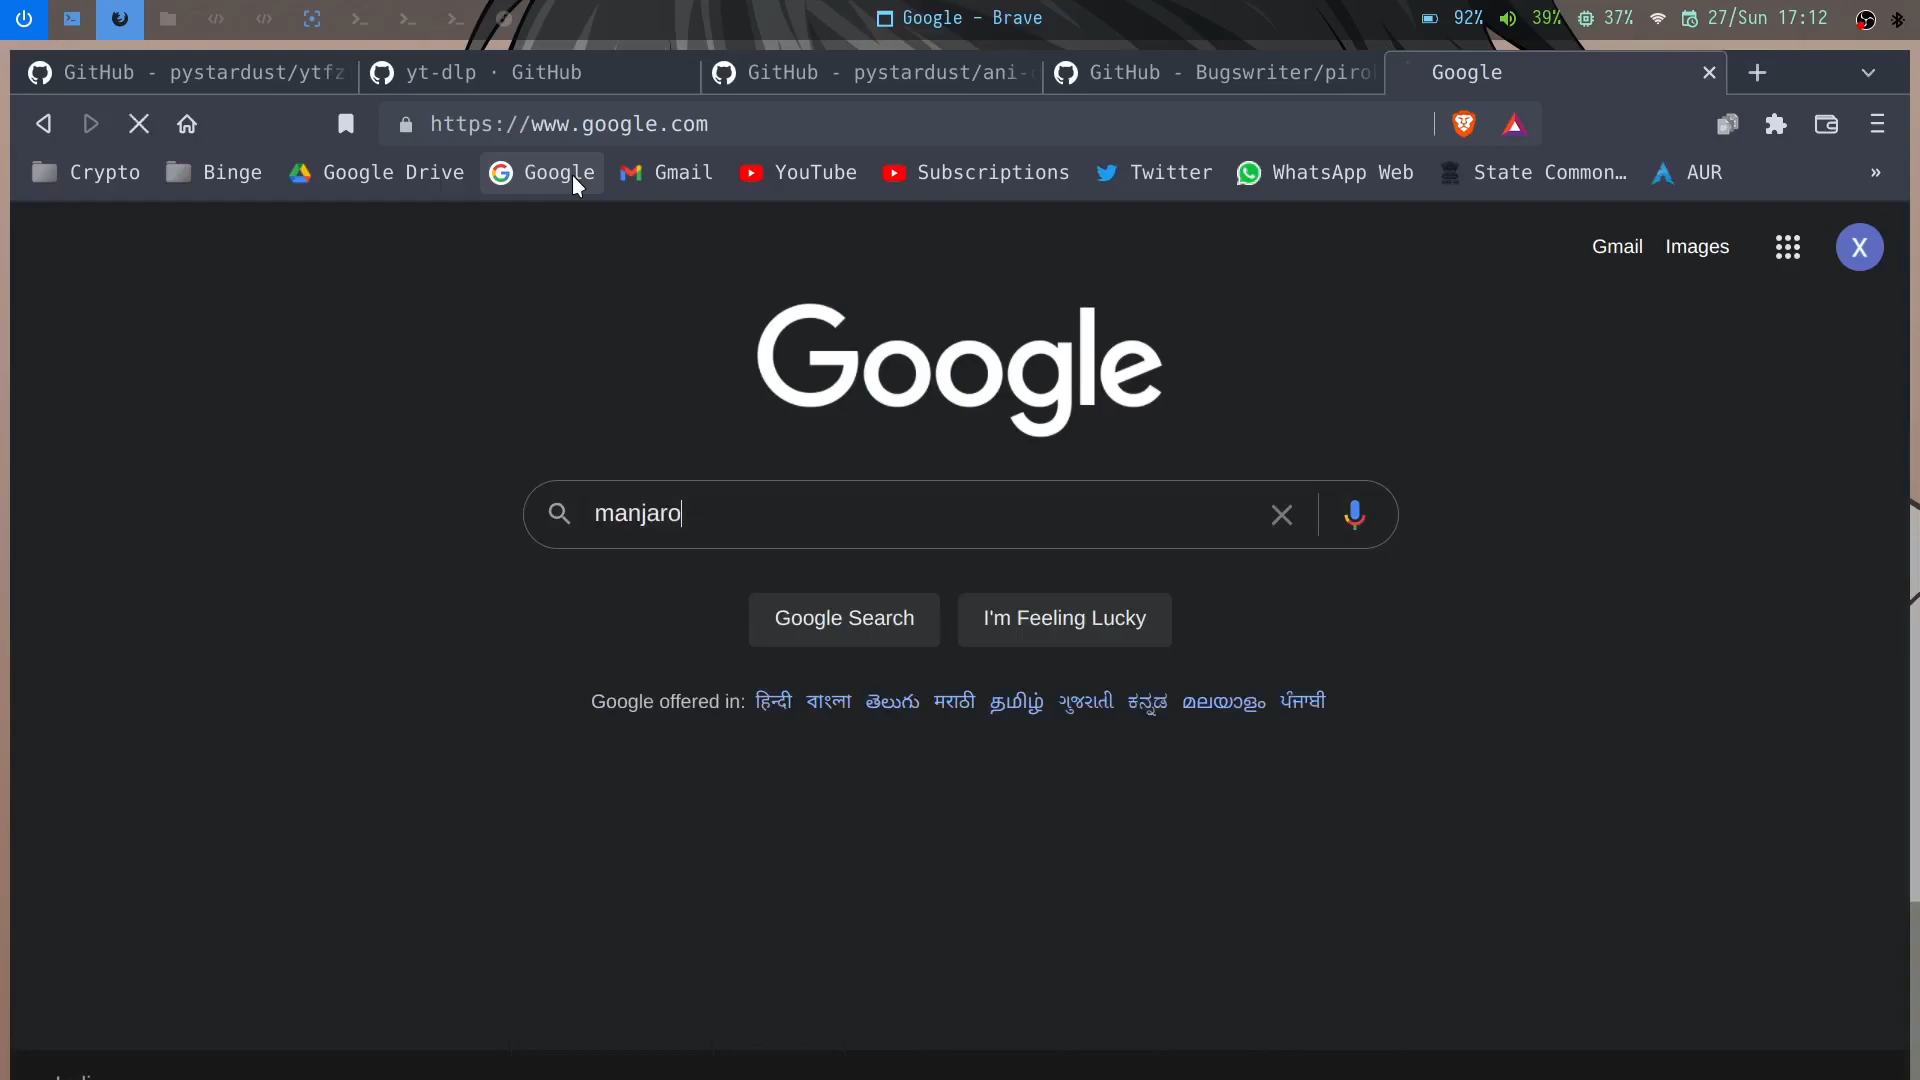 Google - Brave
92% 39% 37% 27/Sun 17:12
GitHub - pystardust/ytfz
yt-dlp · GitHub
GitHub - pystardust/ani-
GitHub - Bugswriter/piro
Google
https://www.google.com
Crypto Binge Google Drive Google Gmail YouTube Subscriptions Twitter WhatsApp Web State Common… AUR »
Gmail Images X
Google
manjaro
Google Search I'm Feeling Lucky
Google offered in: हिन्दी বাংলা తెలుగు मराठी தமிழ் ગુજરાતી ಕನ್ನಡ മലയാളം ਪੰਜਾਬੀ